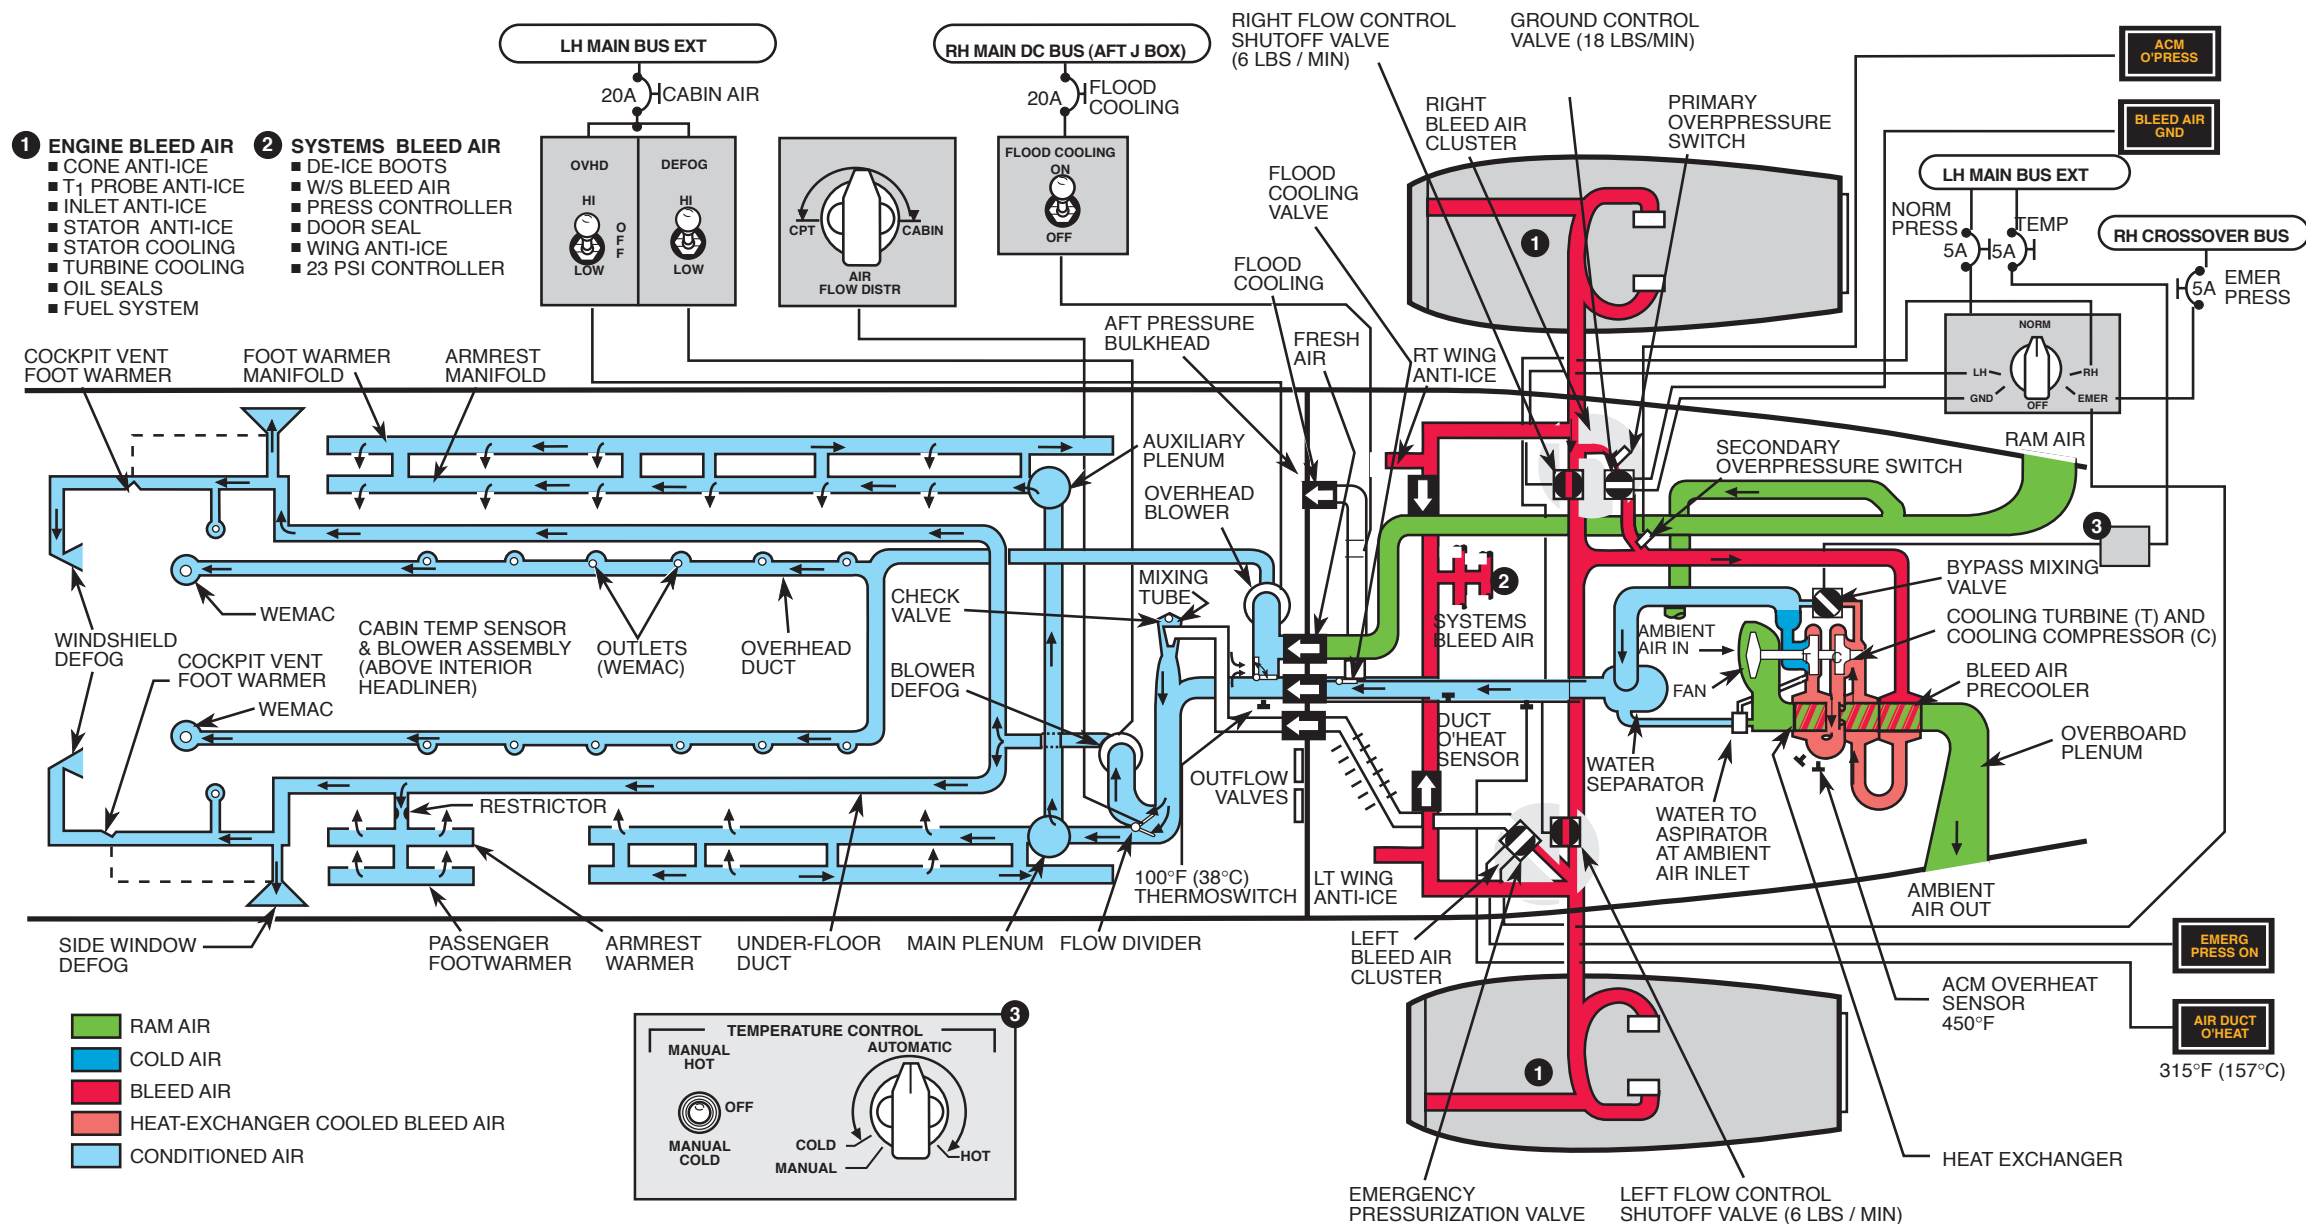 LH MAIN BUS EXT
20A
CABIN AIR
OVHD
HI
LOW
OFF
DEFOG
HI
LOW
CPT
CABIN
AIR
FLOW DISTR
RH MAIN DC BUS (AFT J BOX)
20A
FLOOD
COOLING
FLOOD COOLING
ON
OFF
1 ENGINE BLEED AIR
■ CONE ANTI-ICE
■ T1 PROBE ANTI-ICE
■ INLET ANTI-ICE
■ STATOR ANTI-ICE
■ STATOR COOLING
■ TURBINE COOLING
■ OIL SEALS
■ FUEL SYSTEM
2 SYSTEMS BLEED AIR
■ DE-ICE BOOTS
■ W/S BLEED AIR
■ PRESS CONTROLLER
■ DOOR SEAL
■ WING ANTI-ICE
■ 23 PSI CONTROLLER
RIGHT FLOW CONTROL
SHUTOFF VALVE
(6 LBS / MIN)
GROUND CONTROL
VALVE (18 LBS/MIN)
RIGHT
BLEED AIR
CLUSTER
PRIMARY
OVERPRESSURE
SWITCH
FLOOD
COOLING
VALVE
FLOOD
COOLING
AFT PRESSURE
BULKHEAD
FRESH
AIR
RT WING
ANTI-ICE
1
ACM
O'PRESS
BLEED AIR
GND
LH MAIN BUS EXT
NORM
PRESS
5A
5A
TEMP
RH CROSSOVER BUS
5A
EMER
PRESS
NORM
LH
RH
GND
OFF
EMER
COCKPIT VENT
FOOT WARMER
FOOT WARMER
MANIFOLD
ARMREST
MANIFOLD
AUXILIARY
PLENUM
OVERHEAD
BLOWER
SECONDARY
OVERPRESSURE SWITCH
RAM AIR
3
BYPASS MIXING
VALVE
COOLING TURBINE (T) AND
COOLING COMPRESSOR (C)
BLEED AIR
PRECOOLER
OVERBOARD
PLENUM
2
SYSTEMS
BLEED AIR
AMBIENT
AIR IN
T
C
FAN
MIXING
TUBE
CHECK
VALVE
BLOWER
DEFOG
WEMAC
WINDSHIELD
DEFOG
COCKPIT VENT
FOOT WARMER
WEMAC
CABIN TEMP SENSOR
& BLOWER ASSEMBLY
(ABOVE INTERIOR
HEADLINER)
OUTLETS
(WEMAC)
OVERHEAD
DUCT
DUCT
O'HEAT
SENSOR
WATER
SEPARATOR
OUTFLOW
VALVES
RESTRICTOR
WATER TO
ASPIRATOR
AT AMBIENT
AIR INLET
100°F (38°C)
THERMOSWITCH
LT WING
ANTI-ICE
AMBIENT
AIR OUT
SIDE WINDOW
DEFOG
PASSENGER
FOOTWARMER
ARMREST
WARMER
UNDER-FLOOR
DUCT
MAIN PLENUM
FLOW DIVIDER
LEFT
BLEED AIR
CLUSTER
EMERG
PRESS ON
ACM OVERHEAT
SENSOR
450°F
AIR DUCT
O'HEAT
315°F (157°C)
RAM AIR
COLD AIR
BLEED AIR
HEAT-EXCHANGER COOLED BLEED AIR
CONDITIONED AIR
3
TEMPERATURE CONTROL
MANUAL
HOT
AUTOMATIC
OFF
MANUAL
COLD
COLD
MANUAL
HOT
1
HEAT EXCHANGER
EMERGENCY
PRESSURIZATION VALVE
LEFT FLOW CONTROL
SHUTOFF VALVE (6 LBS / MIN)